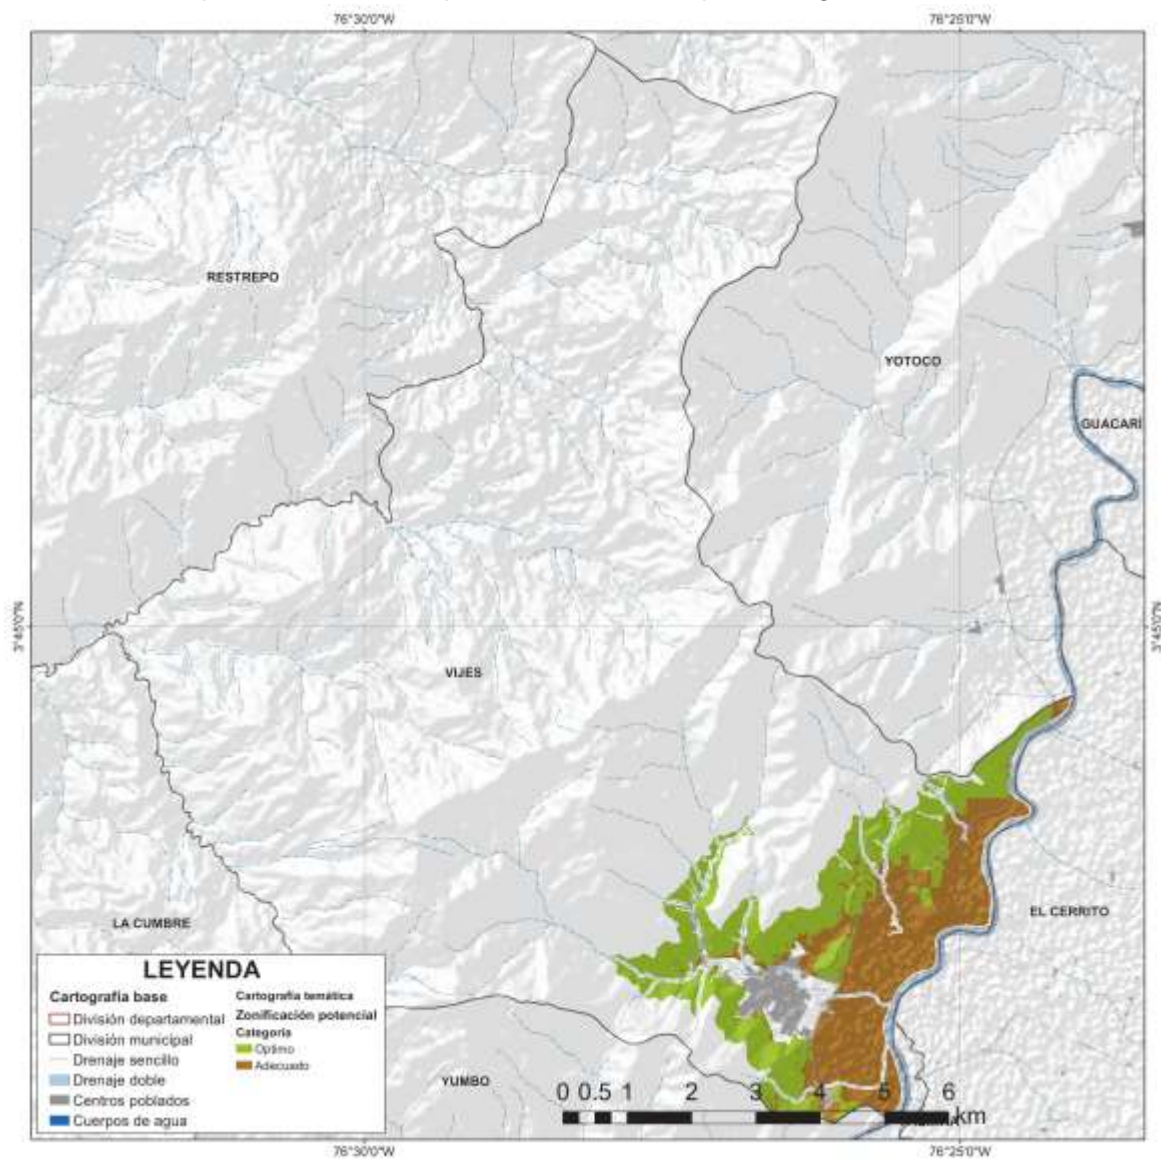 76°30'0"W 76°25'0"W
RESTREPO
YOTOCO
GUACARÍ
3°45'0"N 3°45'0"N
VIJES
LA CUMBRE
EL CERRITO
YUMBO
LEYENDA
Cartografía base
División departamental
División municipal
Drenaje sencillo
Drenaje doble
Centros poblados
Cuerpos de agua
Cartografía temática
Zonificación potencial
Categoría
Optimo
Adecuado
0 0.5 1 2 3 4 5 6 km
76°30'0"W 76°25'0"W